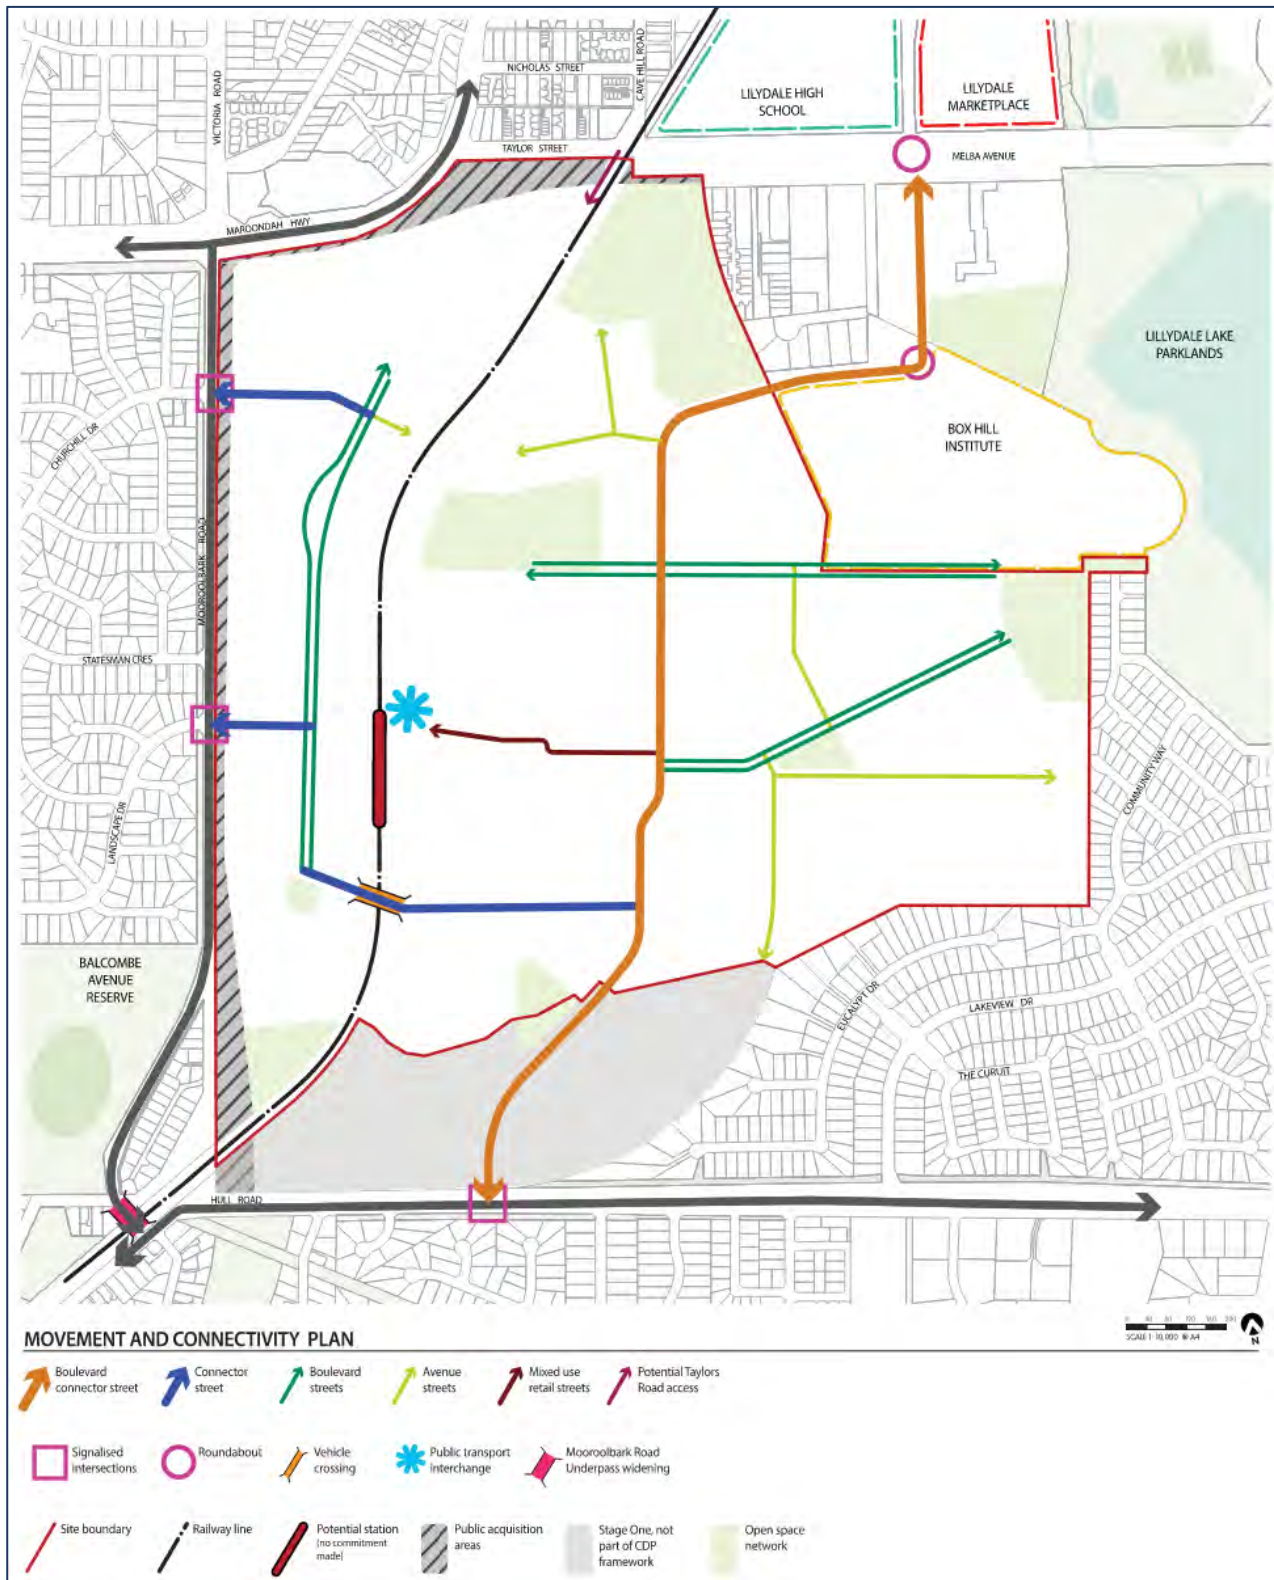 NICHOLAS STREET
CAVE HILL ROAD
VICTORIA ROAD
LILYDALE HIGH
SCHOOL
LILYDALE
MARKETPLACE
TAYLOR STREET
MELBA AVENUE
MAROONDAH HWY
LILLYDALE LAKE
PARKLANDS
CHURCHILL DR
BOX HILL
INSTITUTE
MOOROOLBARK ROAD
STATESMAN CRES
LANDSCAPE DR
COMMUNITY WAY
BALCOMBE
AVENUE
RESERVE
EUCALYPT DR
LAKEVIEW DR
HULL ROAD
MOVEMENT AND CONNECTIVITY PLAN
SCALE 1:10,000 @ A4
N
Boulevard
connector street
Connector
street
Boulevard
streets
Avenue
streets
Mixed use
retail streets
Potential Taylors
Road access
Signalised
intersections
Roundabout
Vehicle
crossing
Public transport
interchange
Mooroolbark Road
Underpass widening
Site boundary
Railway line
Potential station
(no commitment
made)
Public acquisition
areas
Stage One, not
part of CDP
framework
Open space
network